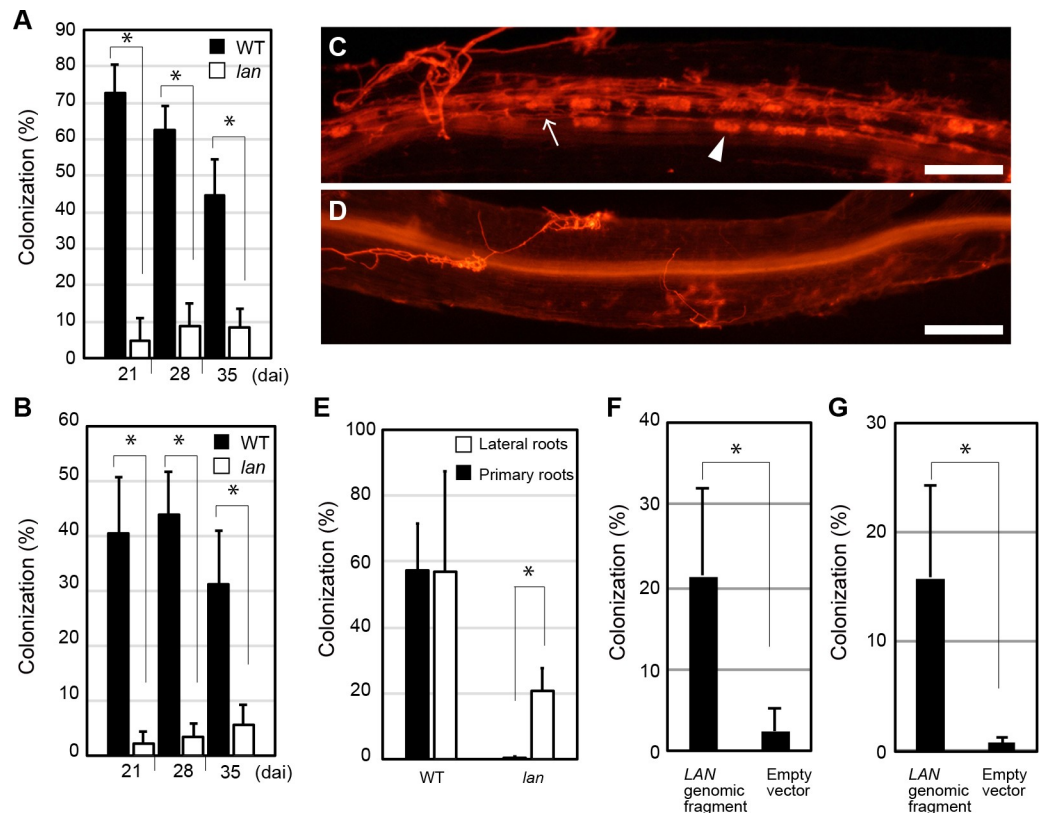 A
90
80
70
60
50
40
30
20
10
0
Colonization (%)
*
*
*
WT
lan
21 28 35 (dai)
C
D
B
60
50
40
30
20
10
0
Colonization (%)
*
*
*
WT
lan
21 28 35 (dai)
E
100
80
60
40
20
0
Colonization (%)
Lateral roots
Primary roots
*
WT lan
F
40
30
20
10
0
Colonization (%)
*
LAN
genomic
fragment
Empty
vector
G
30
20
10
0
Colonization (%)
*
LAN
genomic
fragment
Empty
vector